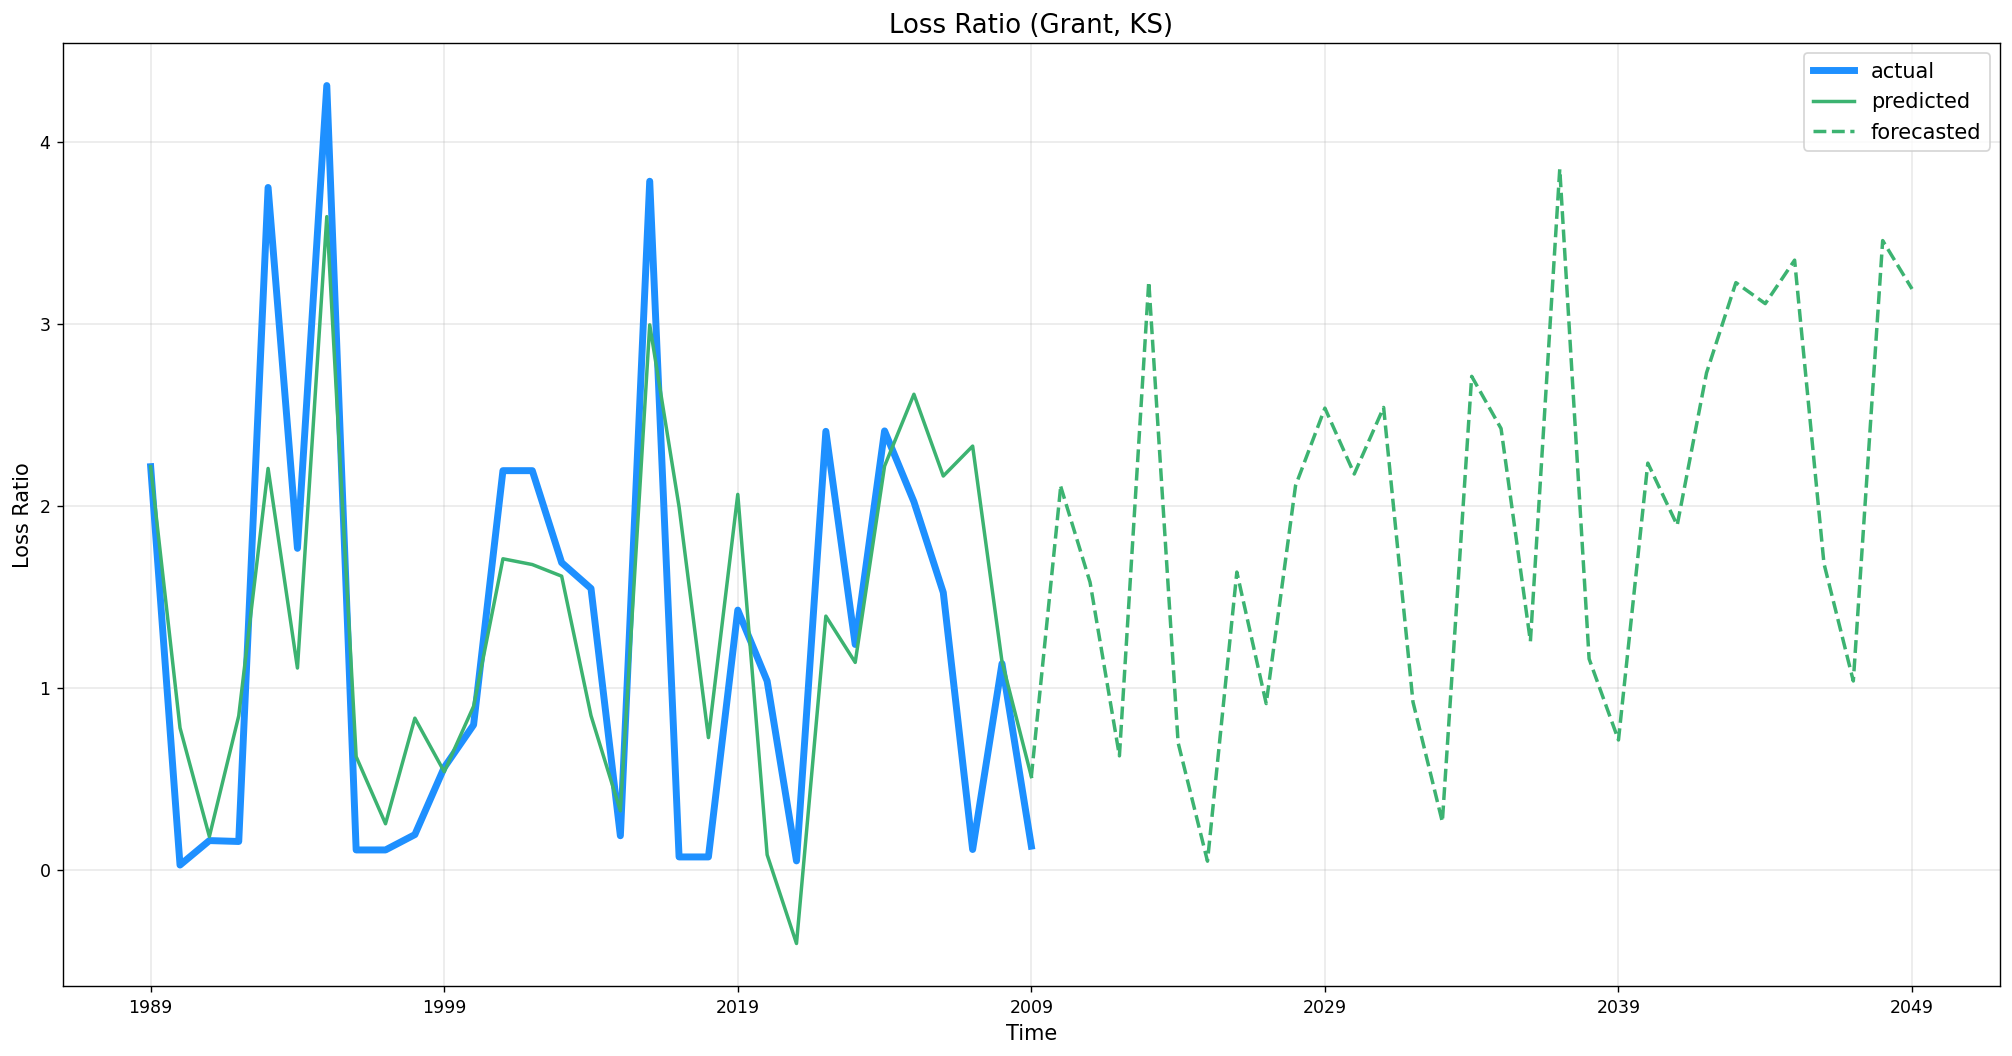 Loss Ratio (Grant, KS)
actual
predicted
forecasted
4
3
2
1
0
Loss Ratio
1989
1999
2019
2009
2029
2039
2049
Time